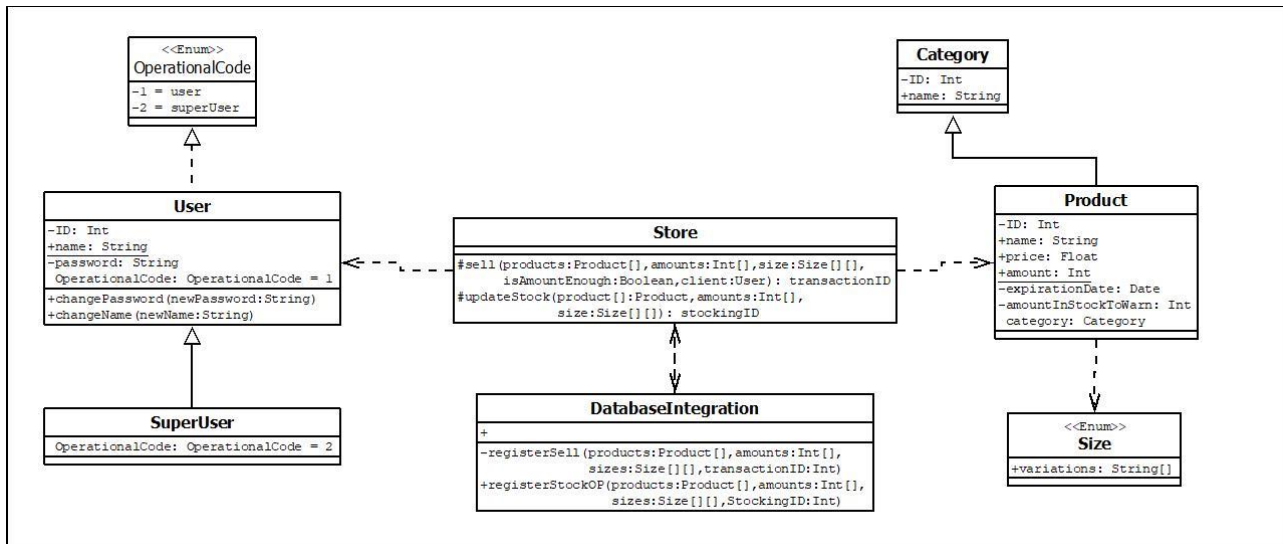 <<Enum>>
OperationalCode
-1 = user
-2 = superUser
Category
-ID: Int
+name: String
User
-ID: Int
+name: String
-password: String
OperationalCode: OperationalCode = 1
+changePassword(newPassword:String)
+changeName(newName:String)
Store
#sell(products:Product[],amounts:Int[],size:Size[][],
isAmountEnough:Boolean,client:User): transactionID
#updateStock(product[]:Product,amounts:Int[],
size:Size[][]): stockingID
Product
-ID: Int
+name: String
+price: Float
+amount: Int
-expirationDate: Date
-amountInStockToWarn: Int
category: Category
SuperUser
OperationalCode: OperationalCode = 2
DatabaseIntegration
+
-registerSell(products:Product[],amounts:Int[],
sizes:Size[][],transactionID:Int)
+registerStockOP(products:Product[],amounts:Int[],
sizes:Size[][],StockingID:Int)
<<Enum>>
Size
+variations: String[]